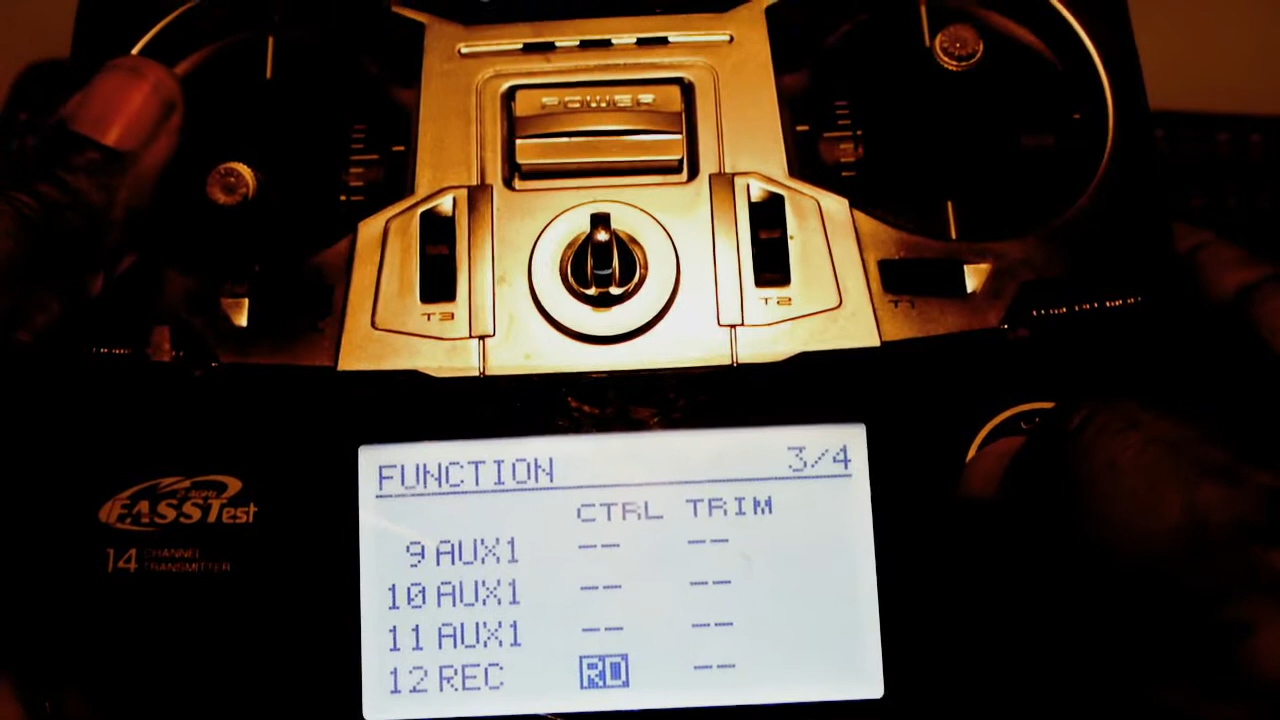 POWER
T3
T2
T1
2.4GHz
FASSTest
14 CHANNEL
TRANSMITTER
FUNCTION 3/4
CTRL TRIM
9 AUX1 -- --
10 AUX1 -- --
11 AUX1 -- --
12 REC RD --